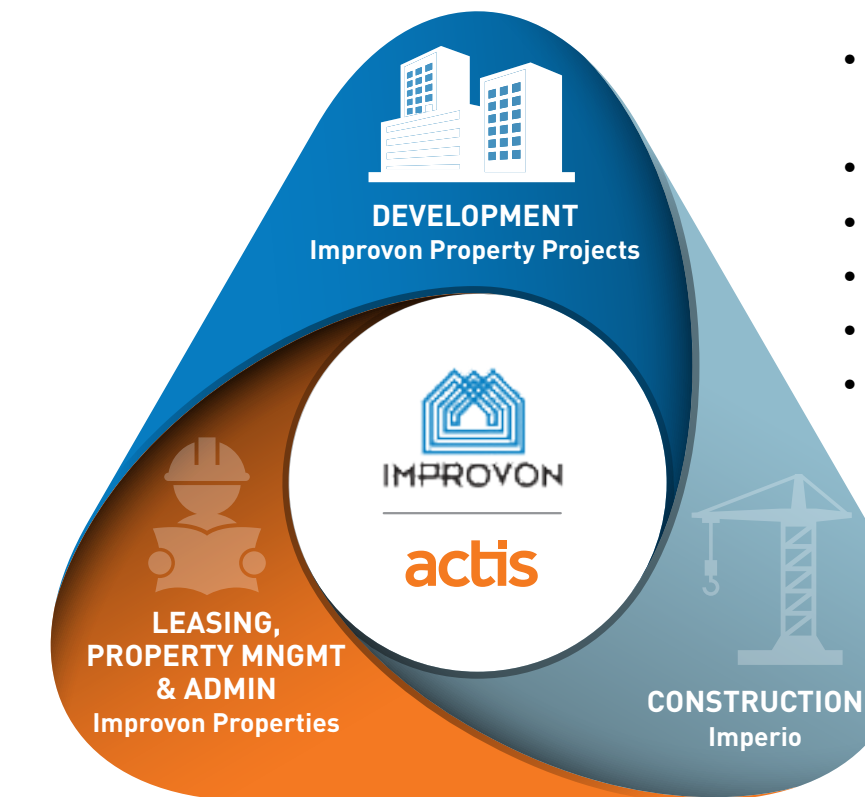 DEVELOPMENT
Improvon Property Projects
IMPROVON
actis
LEASING,
PROPERTY MNGMT
& ADMIN
Improvon Properties
CONSTRUCTION
Imperio